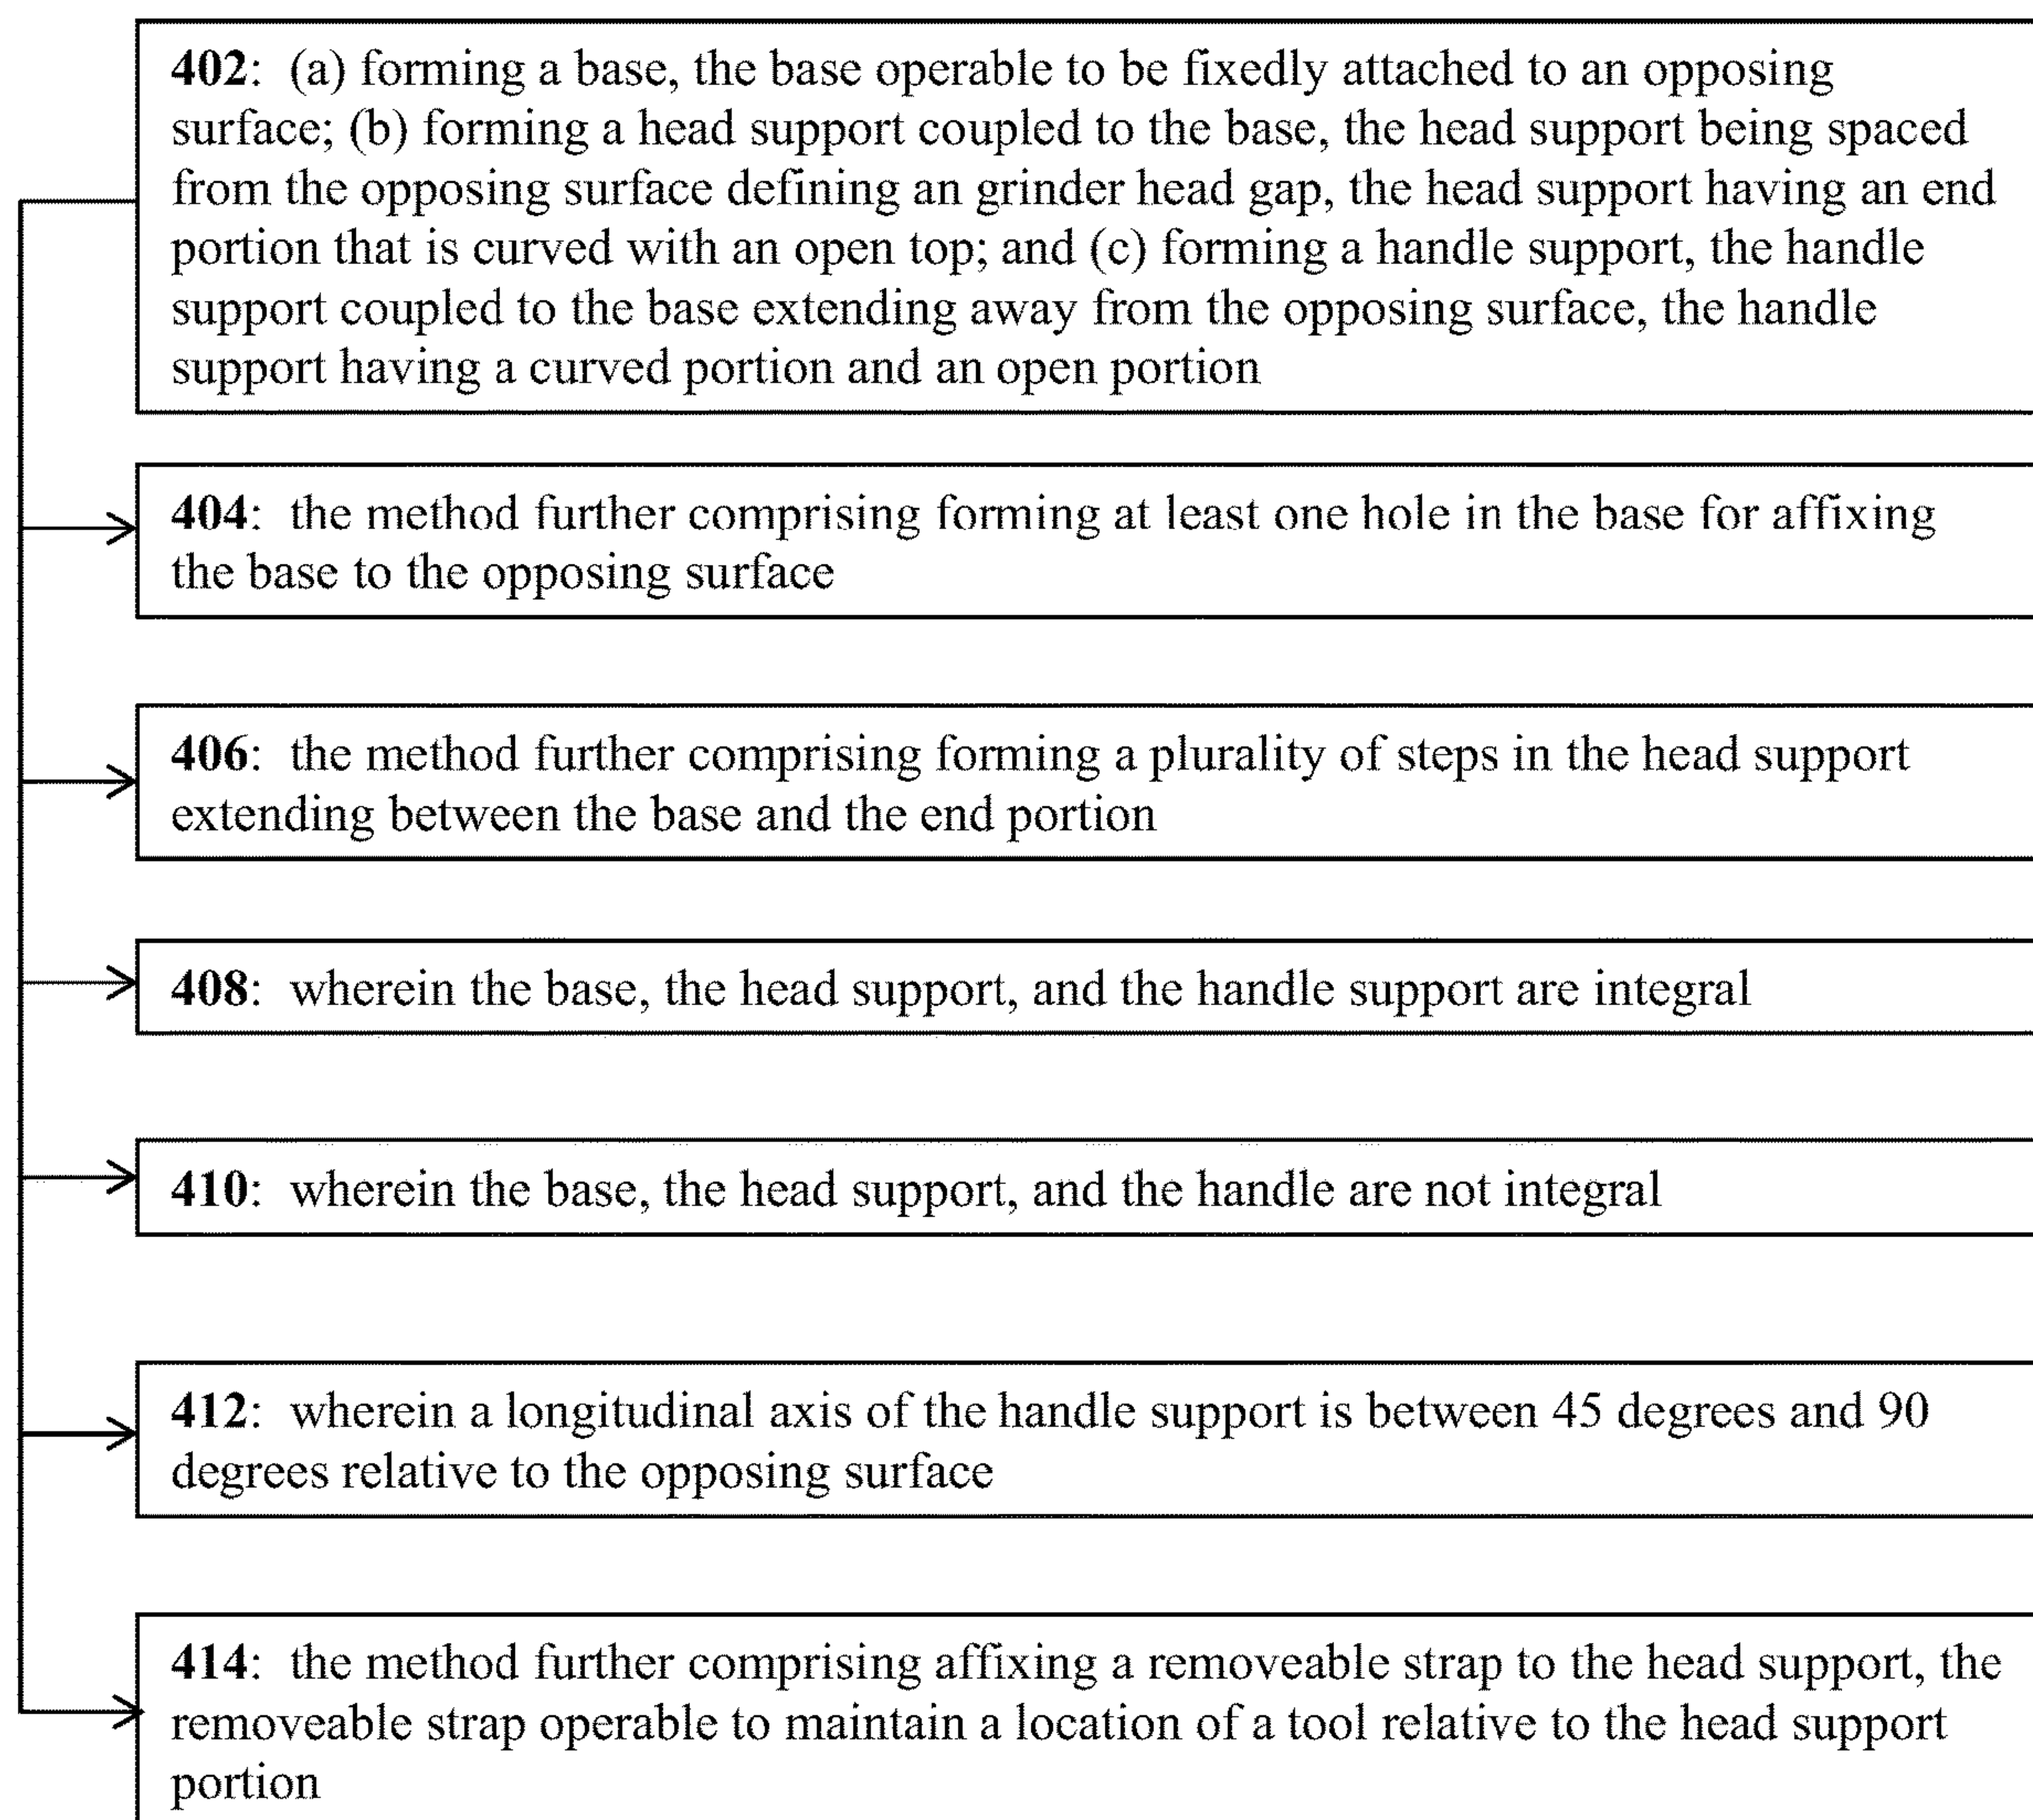 402: (a) forming a base, the base operable to be fixedly attached to an opposing
surface; (b) forming a head support coupled to the base, the head support being spaced
from the opposing surface defining an grinder head gap, the head support having an end
portion that is curved with an open top; and (c) forming a handle support, the handle
support coupled to the base extending away from the opposing surface, the handle
support having a curved portion and an open portion
404: the method further comprising forming at least one hole in the base for affixing
the base to the opposing surface
406: the method further comprising forming a plurality of steps in the head support
extending between the base and the end portion
408: wherein the base, the head support, and the handle support are integral
410: wherein the base, the head support, and the handle are not integral
412: wherein a longitudinal axis of the handle support is between 45 degrees and 90
degrees relative to the opposing surface
414: the method further comprising affixing a removeable strap to the head support, the
removeable strap operable to maintain a location of a tool relative to the head support
portion